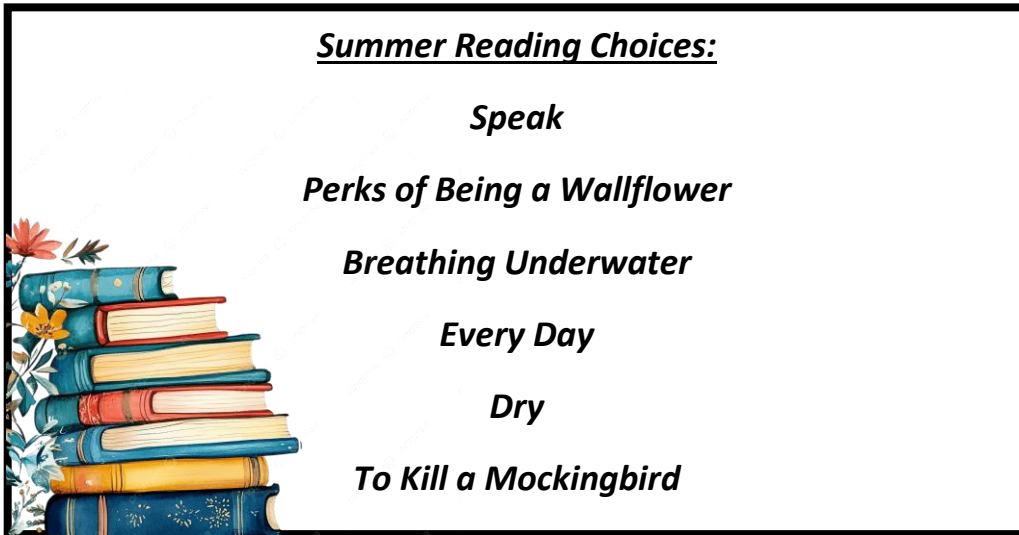 Summer Reading Choices:
Speak
Perks of Being a Wallflower
Breathing Underwater
Every Day
Dry
To Kill a Mockingbird